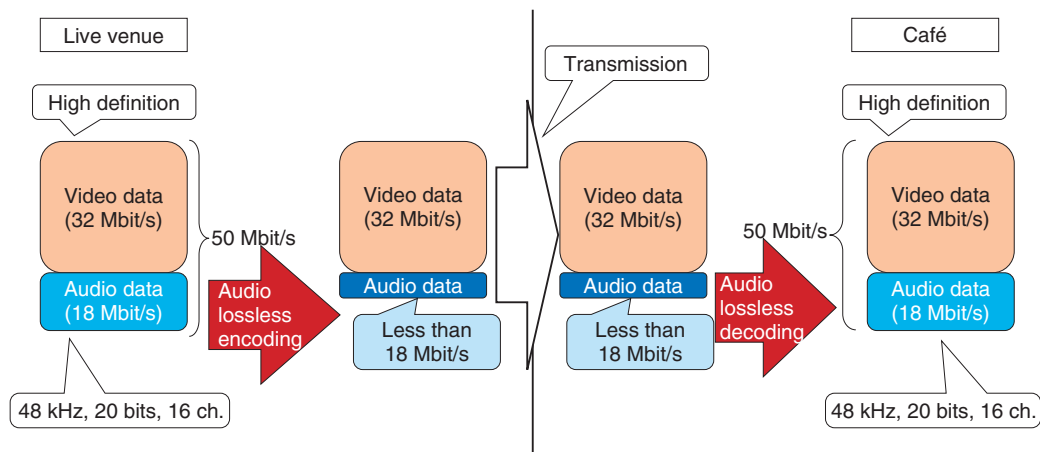 Live venue
High definition
Video data
(32 Mbit/s)
50 Mbit/s
Audio data
(18 Mbit/s)
48 kHz, 20 bits, 16 ch.
Audio
lossless
encoding
Video data
(32 Mbit/s)
Audio data
Less than
18 Mbit/s
Transmission
Video data
(32 Mbit/s)
Audio data
Less than
18 Mbit/s
Audio
lossless
decoding
Café
High definition
50 Mbit/s
Video data
(32 Mbit/s)
Audio data
(18 Mbit/s)
48 kHz, 20 bits, 16 ch.